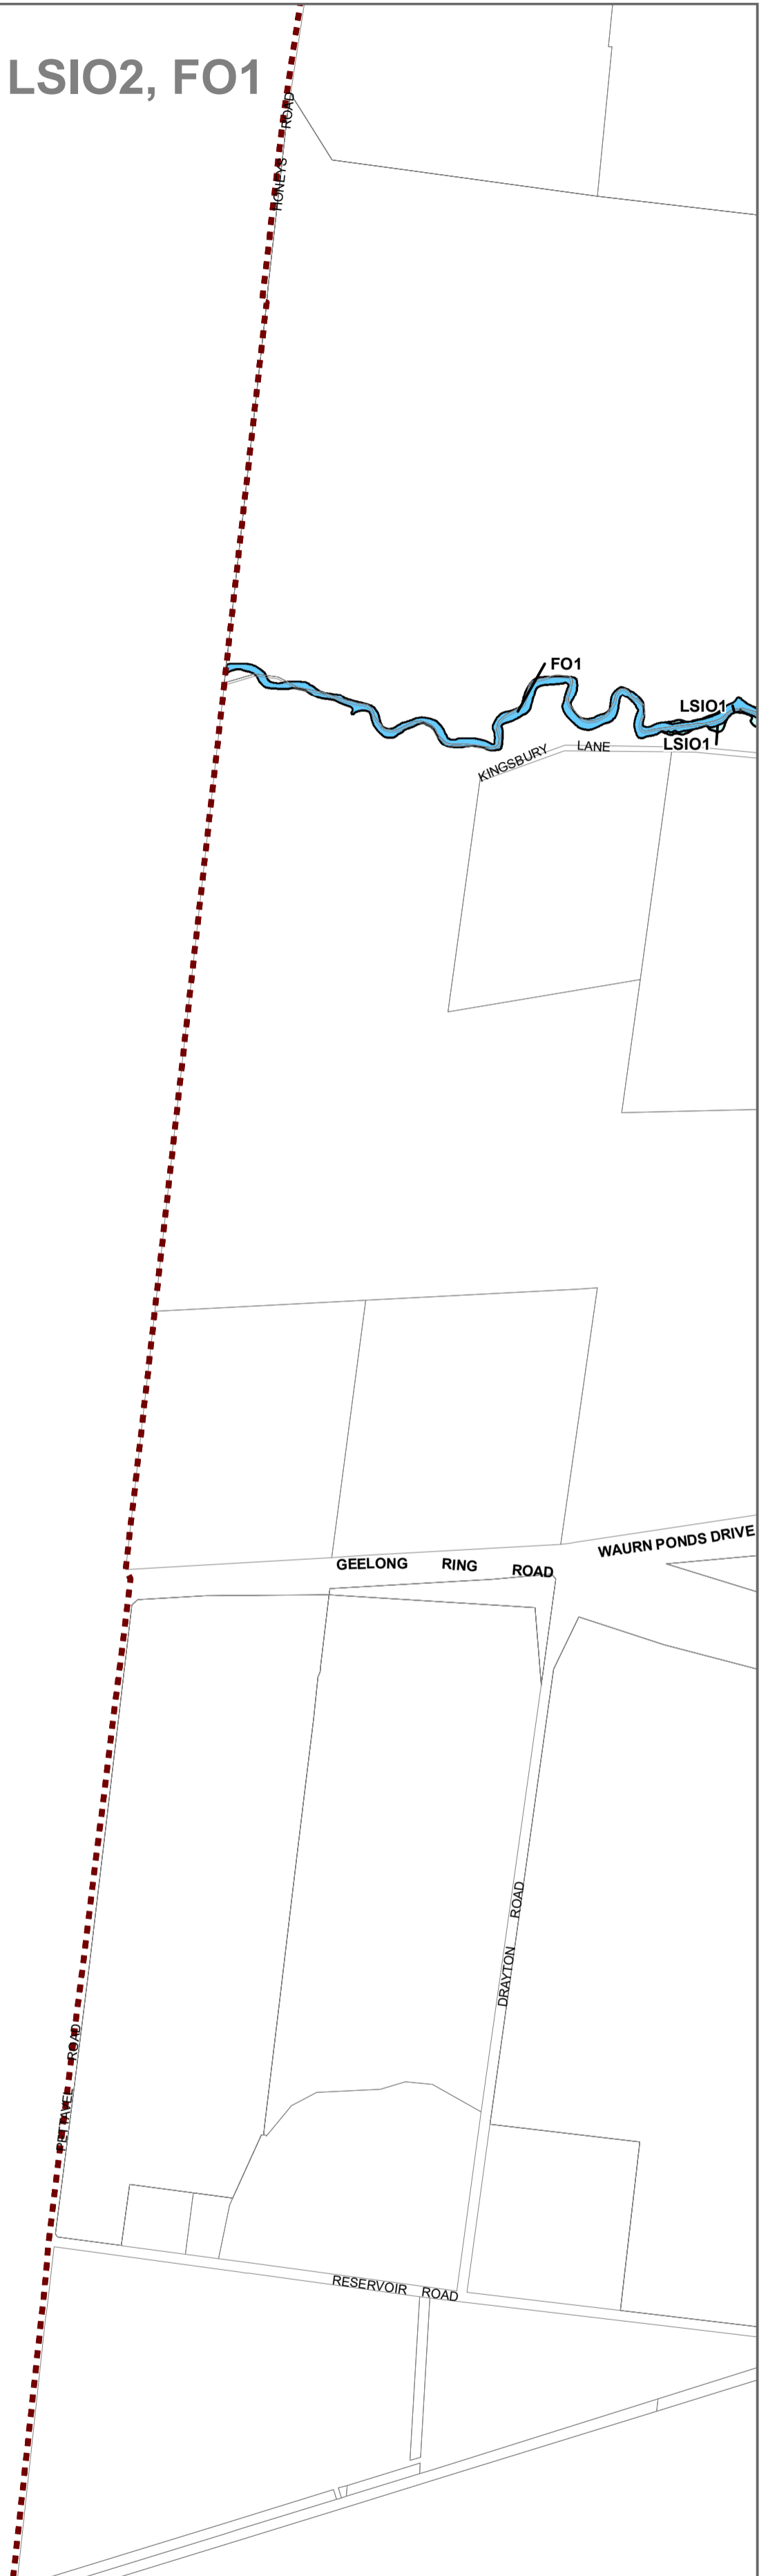 LSIO2, FO1
HONEYS ROAD
FO1
LSIO1
LSIO1
KINGSBURY LANE
WAURN PONDS DRIVE
GEELONG RING ROAD
DRAYTON ROAD
PETTAVEL ROAD
RESERVOIR ROAD